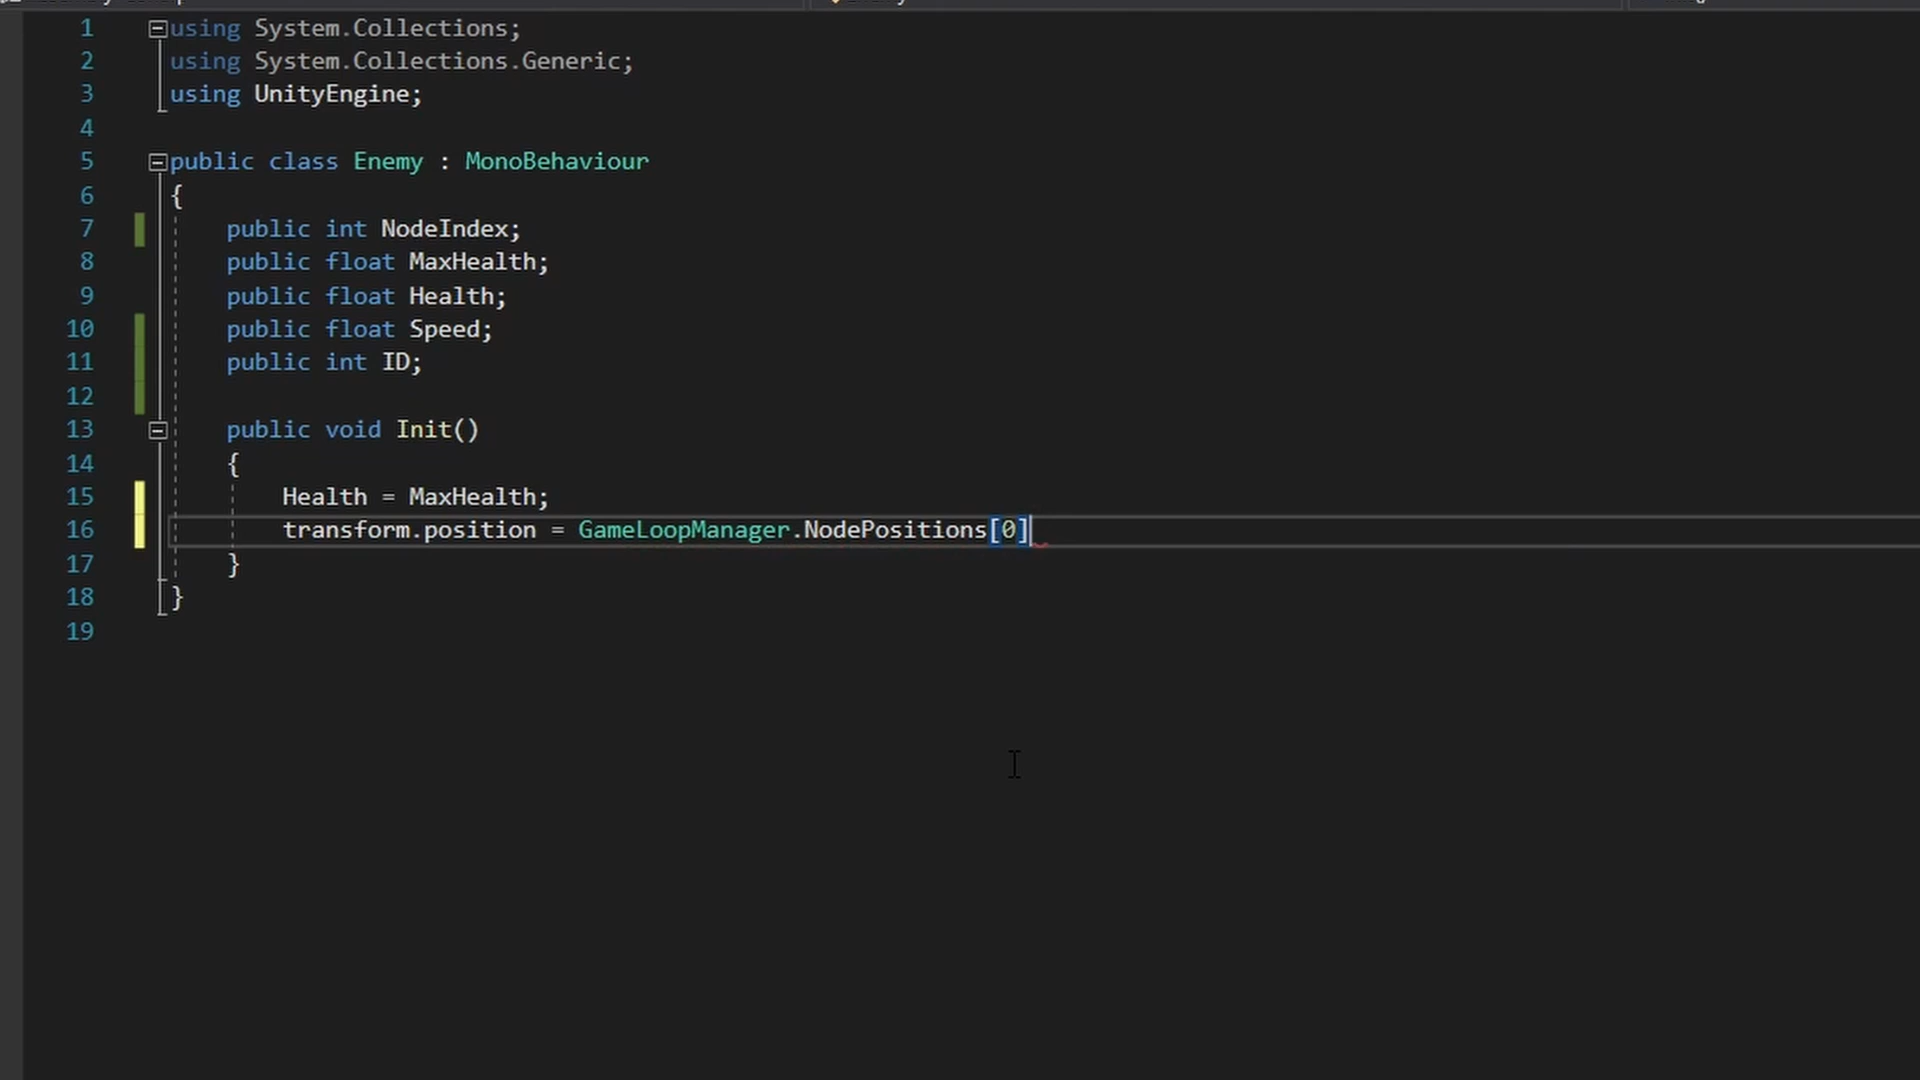 1 using System.Collections;
2 using System.Collections.Generic;
3 using UnityEngine;
4
5 public class Enemy : MonoBehaviour
6 {
7 public int NodeIndex;
8 public float MaxHealth;
9 public float Health;
10 public float Speed;
11 public int ID;
12
13 public void Init()
14 {
15 Health = MaxHealth;
16 transform.position = GameLoopManager.NodePositions[0]
17 }
18 }
19